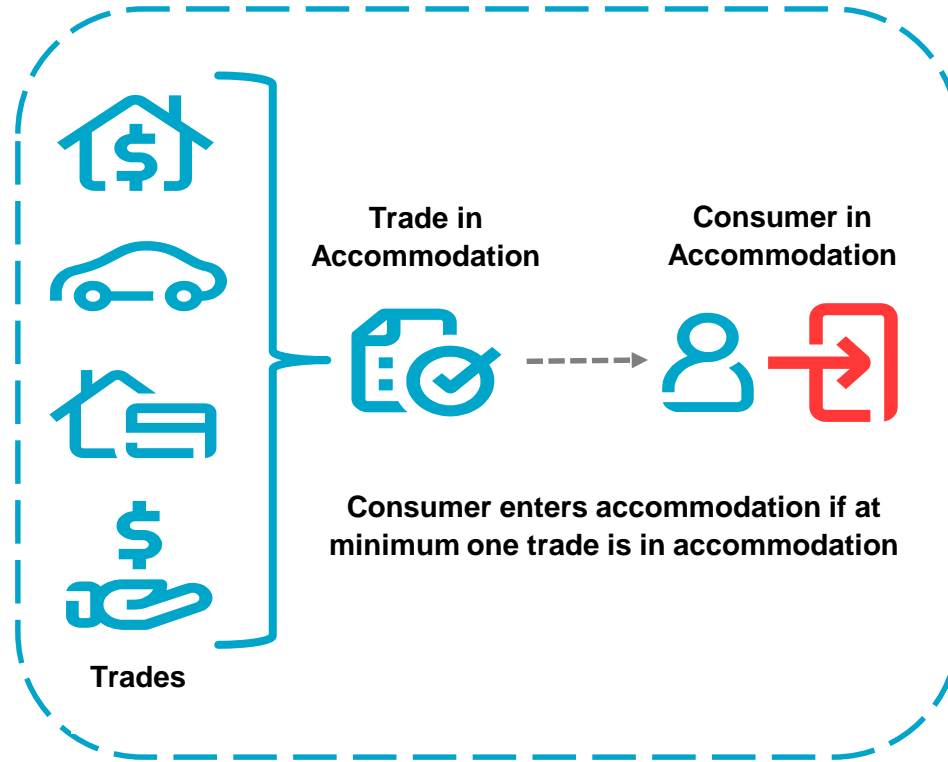 Trade in
Accommodation
Consumer in
Accommodation
Consumer enters accommodation if at
minimum one trade is in accommodation
Trades